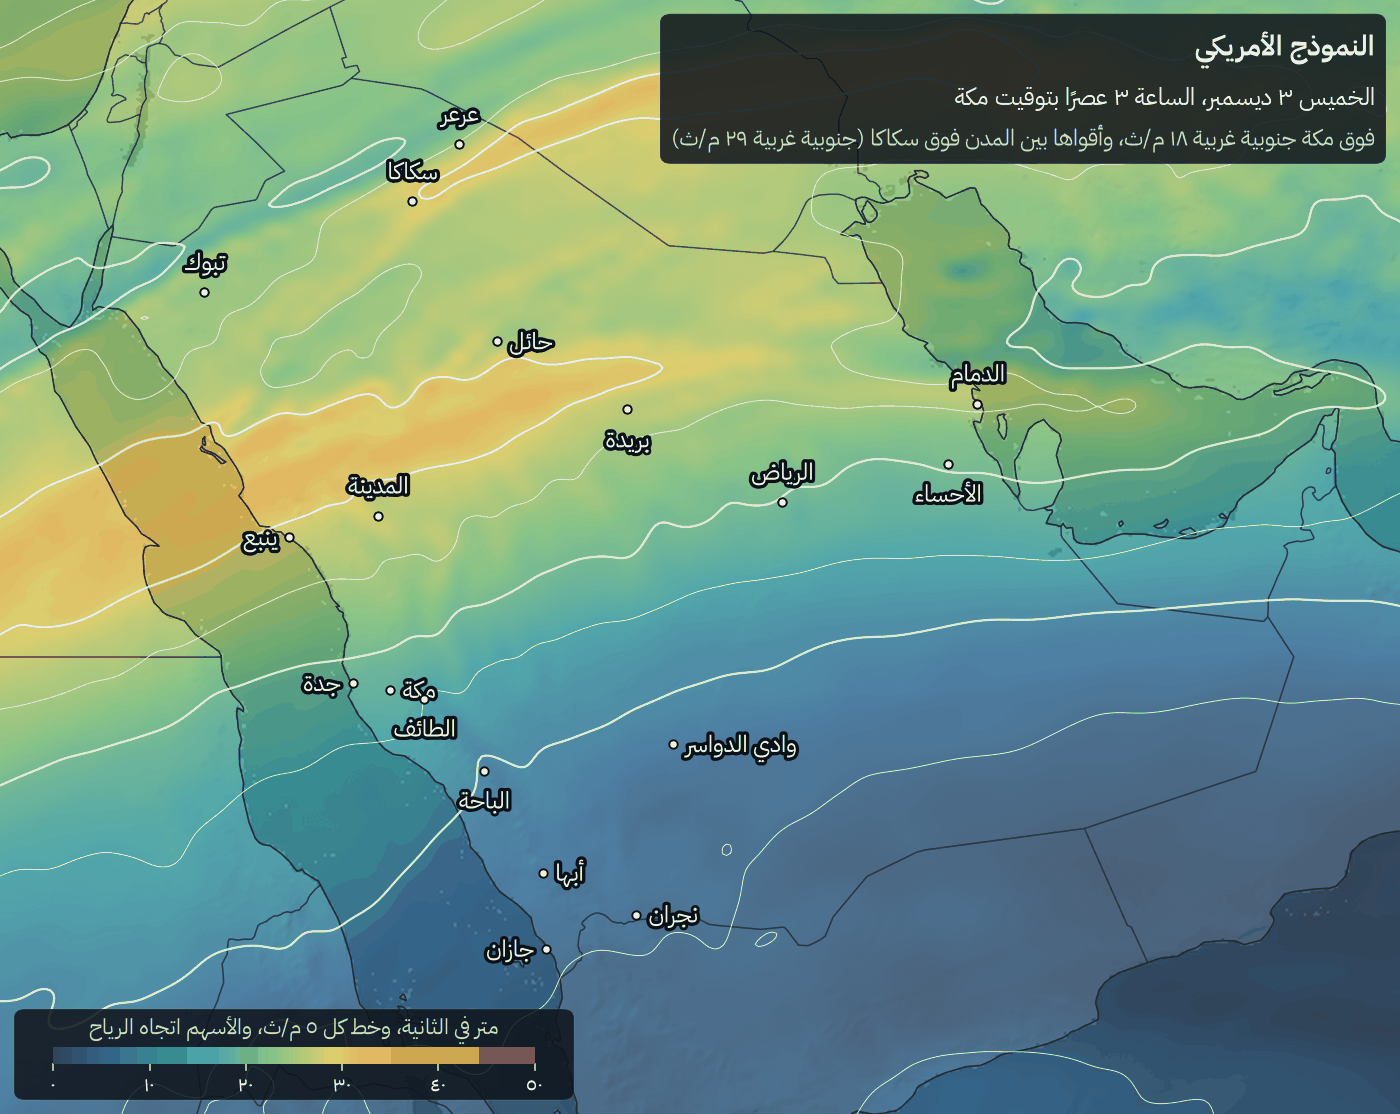 النموذج الأمريكي
الخميس ٣ ديسمبر، الساعة ٣ عصرًا بتوقيت مكة
فوق مكة جنوبية غربية ١٨ م/ث، وأقواها بين المدن فوق سكاكا (جنوبية غربية ٢٩ م/ث)
عرعر
سكاكا
تبوك
حائل
الدمام
بريدة
الرياض
المدينة
الأحساء
ينبع
جدة
مكة
الطائف
وادي الدواسر
الباحة
أبها
نجران
جازان
متر في الثانية، وخط كل ٥ م/ث، والأسهم اتجاه الرياح
٠ ١٠ ٢٠ ٣٠ ٤٠ ٥٠